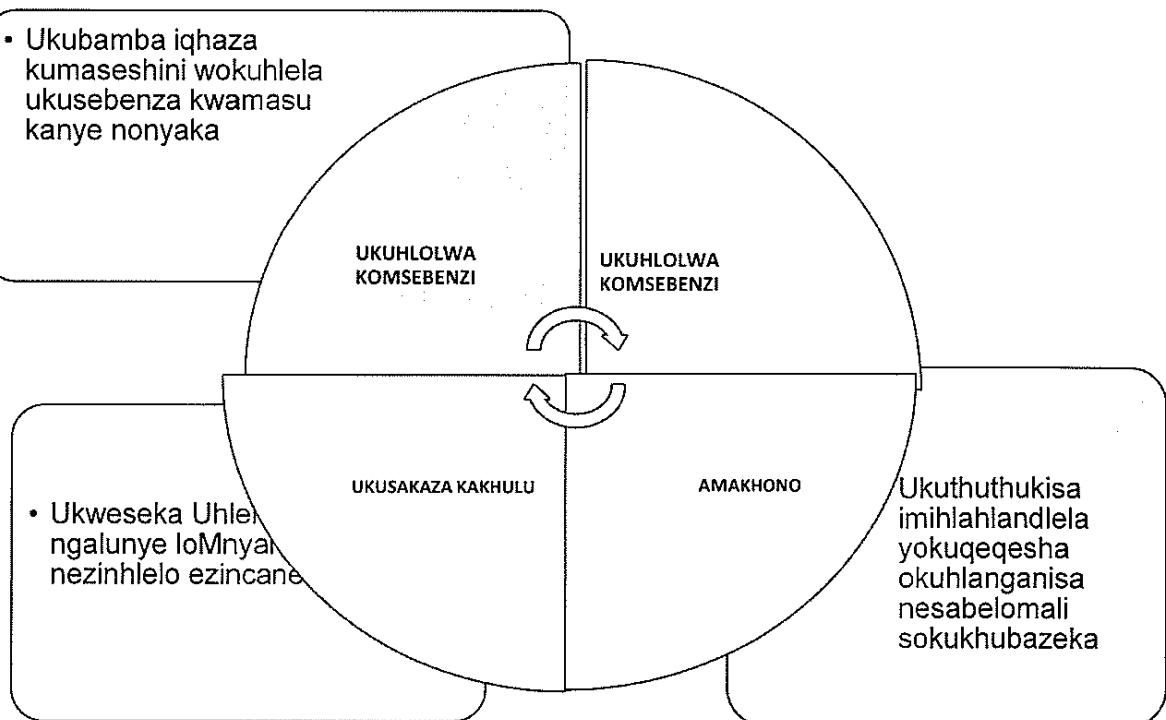 • Ukubamba iqhaza
kumaseshini wokuhlela
ukusebenza kwamasu
kanye nonyaka
UKUHLOLWA
KOMSEBENZI
UKUHLOLWA
KOMSEBENZI
UKUSAKAZA KAKHULU
AMAKHONO
• Ukweseka
ngalunye
nezinhlelo ezincane
Ukuthuthukisa
imihlahlandlela
yokuqeqesha
okuhlanganisa
nesabelomali
sokukhubazeka